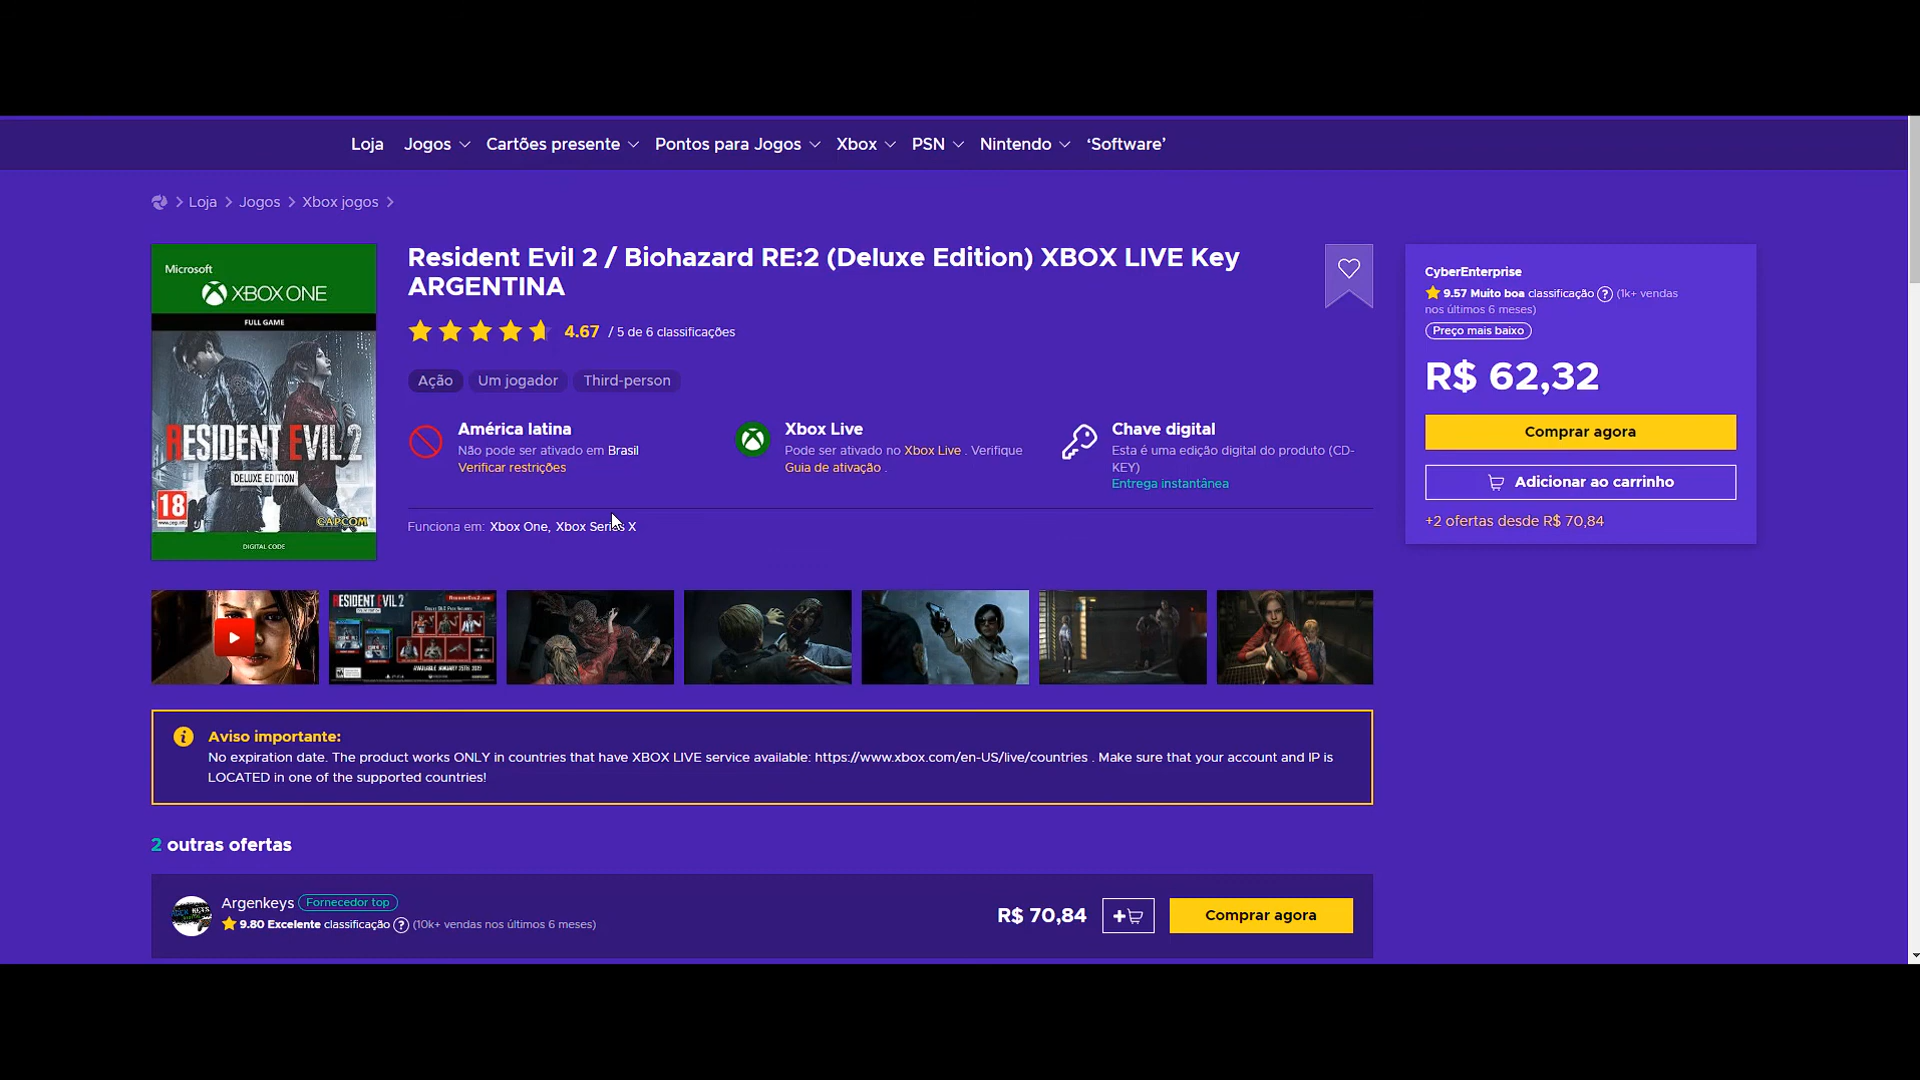 Loja Jogos Cartões presente Pontos para Jogos Xbox PSN Nintendo ‘Software’
Loja Jogos Xbox jogos
Microsoft
XBOX ONE
FULL GAME
RESIDENT EVIL 2
DELUXE EDITION
18
CAPCOM
DIGITAL CODE
Resident Evil 2 / Biohazard RE:2 (Deluxe Edition) XBOX LIVE Key
ARGENTINA
4.67 / 5 de 6 classificações
Ação Um jogador Third-person
América latina
Não pode ser ativado em Brasil
Verificar restrições
Xbox Live
Pode ser ativado no Xbox Live . Verifique
Guia de ativação .
Chave digital
Esta é uma edição digital do produto (CD-
KEY)
Entrega instantânea
Funciona em: Xbox One, Xbox Series X
CyberEnterprise
9.57 Muito boa classificação ? (1k+ vendas
nos últimos 6 meses)
Preço mais baixo
R$ 62,32
Comprar agora
Adicionar ao carrinho
+2 ofertas desde R$ 70,84
RESIDENT EVIL 2
Aviso importante:
No expiration date. The product works ONLY in countries that have XBOX LIVE service available: https://www.xbox.com/en-US/live/countries . Make sure that your account and IP is
LOCATED in one of the supported countries!
2 outras ofertas
Argenkeys Fornecedor top
9.80 Excelente classificação ? (10k+ vendas nos últimos 6 meses)
R$ 70,84
Comprar agora